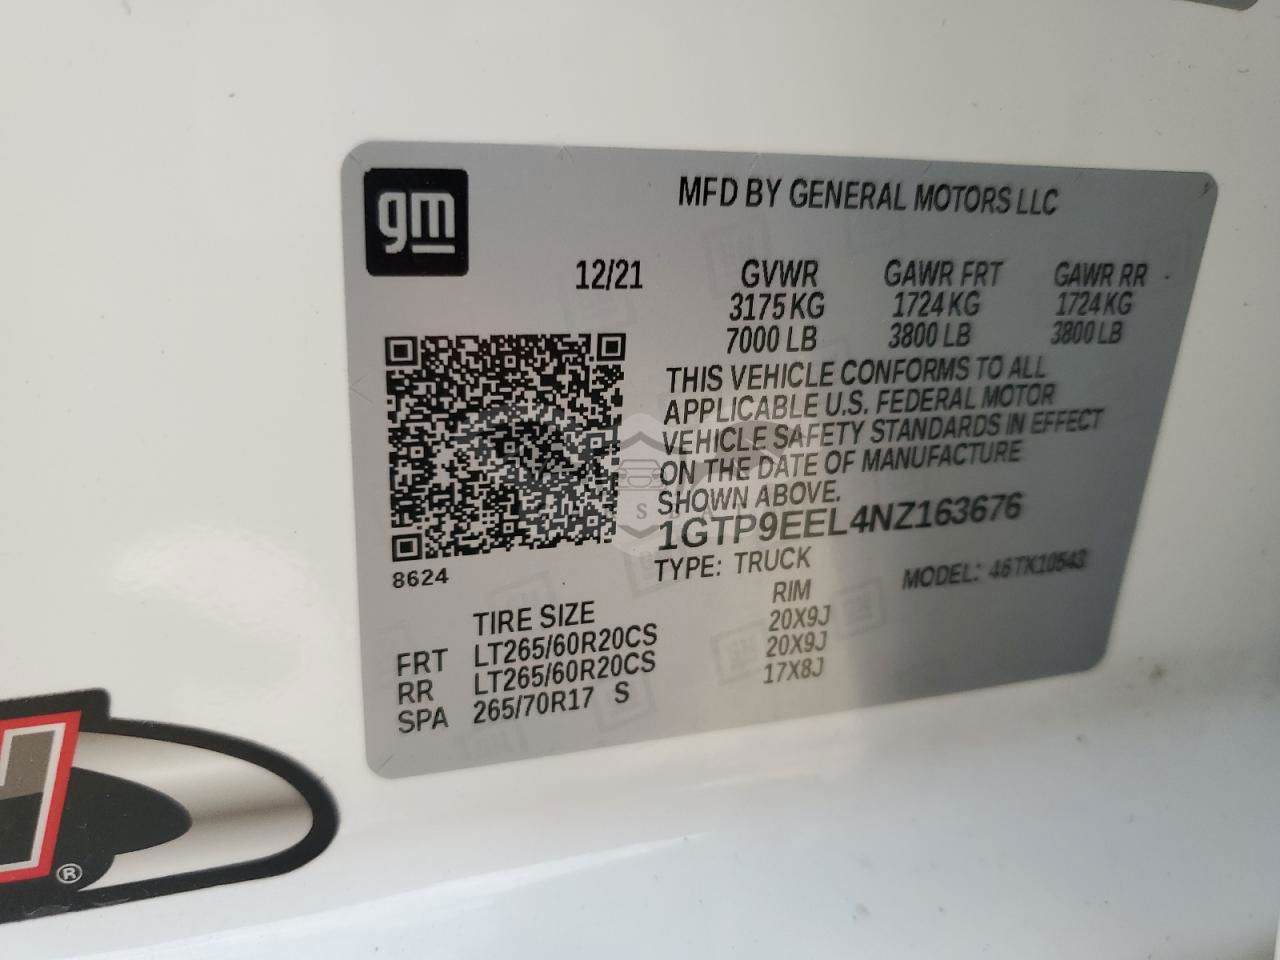 gm
MFD BY GENERAL MOTORS LLC
12/21 GVWR GAWR FRT GAWR RR
3175 KG 1724 KG 1724 KG
7000 LB 3800 LB 3800 LB
THIS VEHICLE CONFORMS TO ALL
APPLICABLE U.S. FEDERAL MOTOR
VEHICLE SAFETY STANDARDS IN EFFECT
ON THE DATE OF MANUFACTURE
SHOWN ABOVE.
1GTP9EEL4NZ163676
TYPE: TRUCK MODEL: 46TK10543
8624
TIRE SIZE RIM
FRT LT265/60R20CS 20X9J
RR LT265/60R20CS 20X9J
SPA 265/70R17 S 17X8J
®